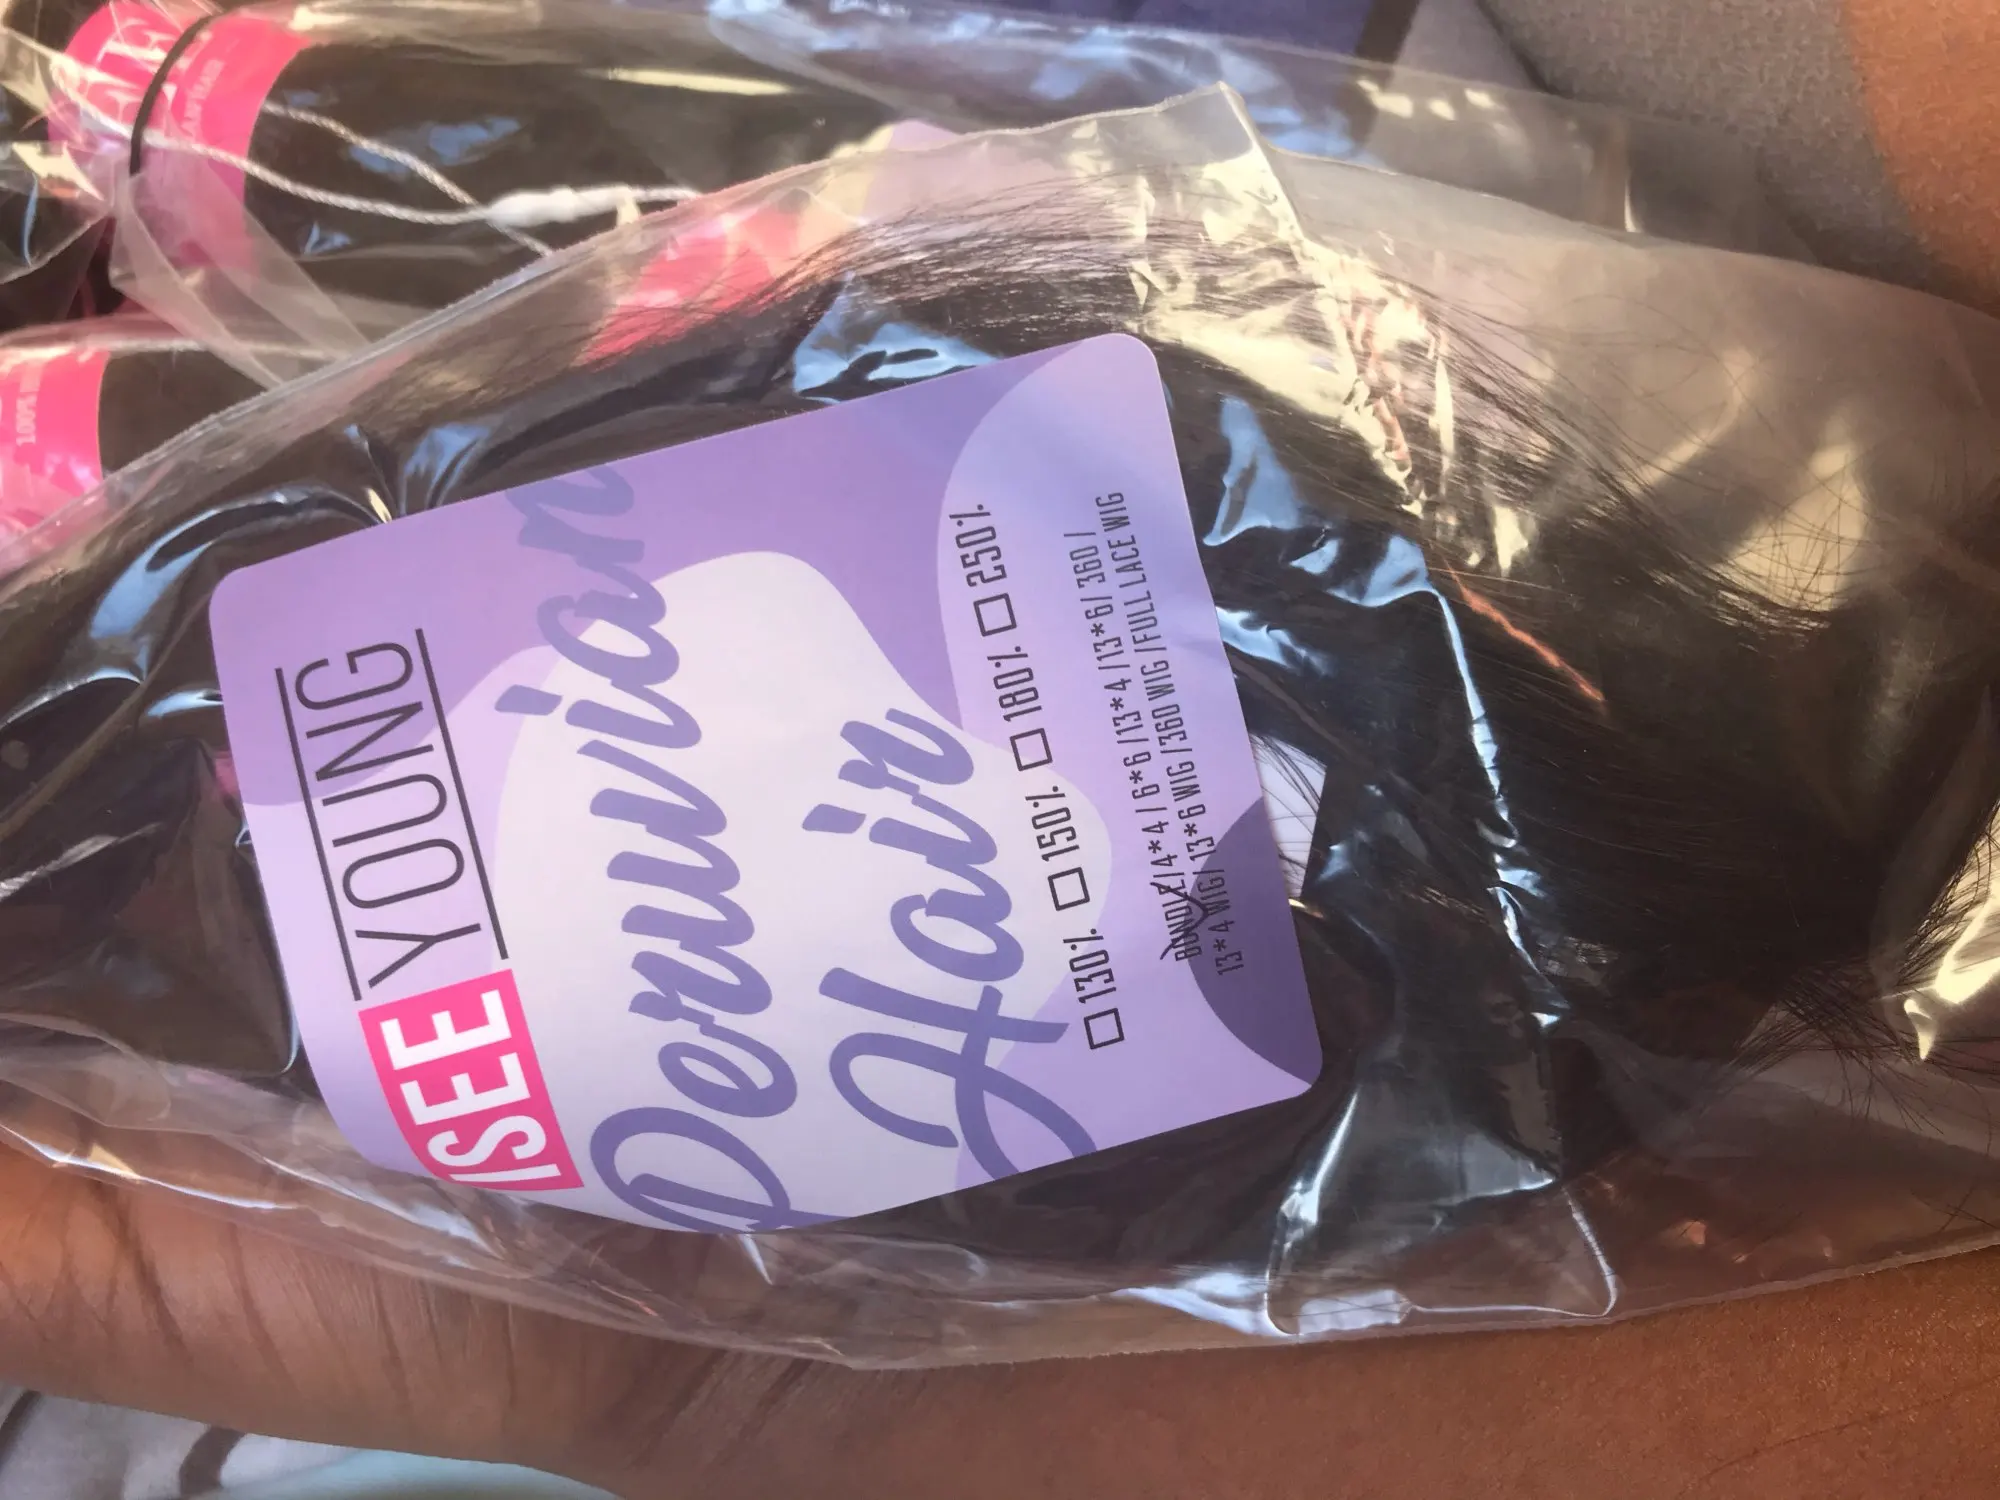 ISEE YOUNG
Peruvian
Hair
☐ 130% ☐ 150% ☐ 180% ☐ 250%
BUNDLE/4*4/6*6/13*4/13*6/360/
13*4 WIG/13*6 WIG/360 WIG/FULL LACE WIG
100%